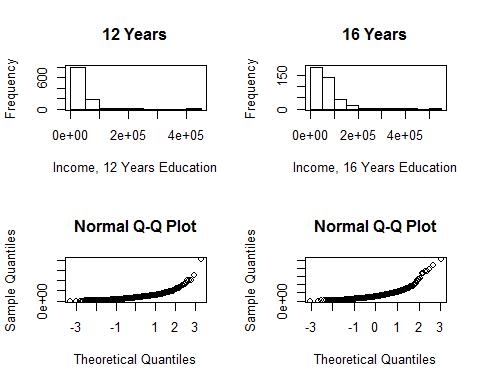 12 Years
Frequency
600
0
0e+00 2e+05 4e+05
Income, 12 Years Education
16 Years
Frequency
150
0
0e+00 2e+05 4e+05
Income, 16 Years Education
Normal Q-Q Plot
Sample Quantiles
0e+00
-3 -1 1 2 3
Theoretical Quantiles
Normal Q-Q Plot
Sample Quantiles
0e+00
-3 -1 0 1 2 3
Theoretical Quantiles